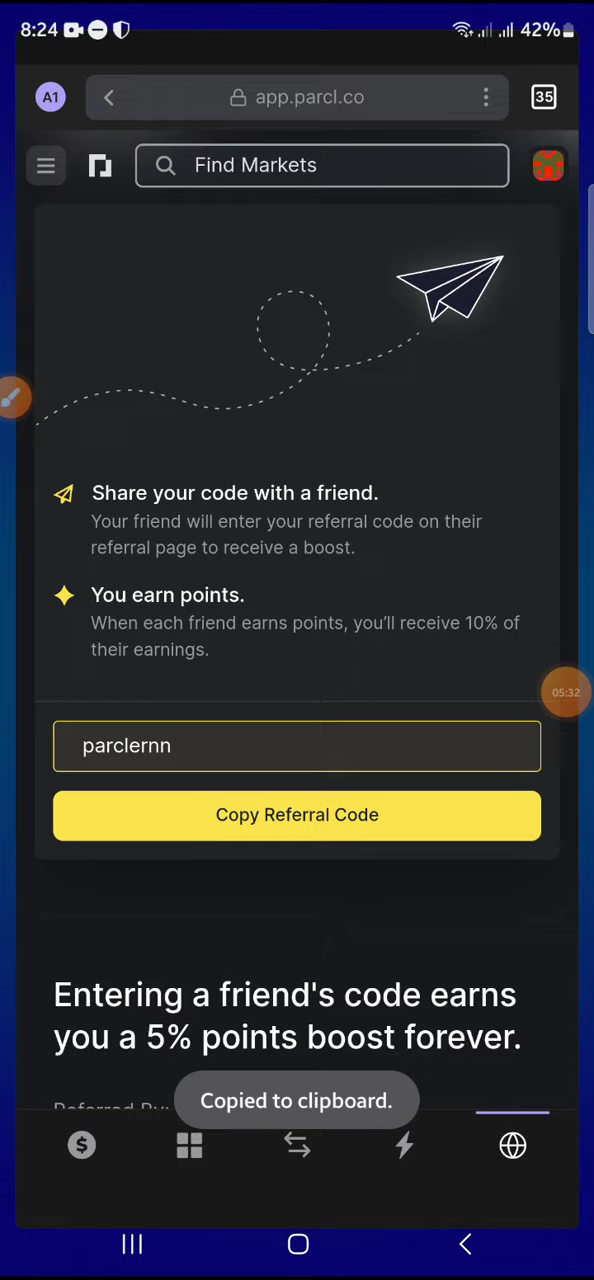 8:24
42%
A1
app.parcl.co
35
Find Markets
Share your code with a friend.
Your friend will enter your referral code on their
referral page to receive a boost.
You earn points.
When each friend earns points, you'll receive 10% of
their earnings.
05:32
parclernn
Copy Referral Code
Entering a friend's code earns
you a 5% points boost forever.
Referred By:
Copied to clipboard.